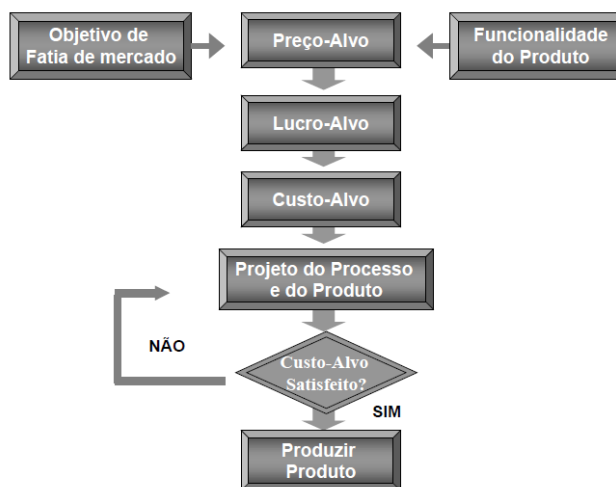 Objetivo de
Fatia de mercado
Preço-Alvo
Funcionalidade
do Produto
Lucro-Alvo
Custo-Alvo
Projeto do Processo
e do Produto
NÃO
Custo-Alvo
Satisfeito?
SIM
Produzir
Produto